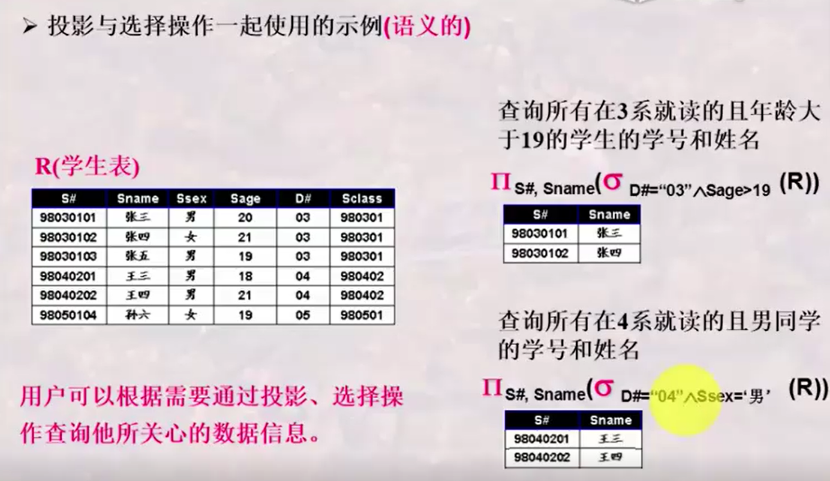 ➢ 投影与选择操作一起使用的示例(语义的)
R(学生表)
S# Sname Ssex Sage D# Sclass
98030101 张三 男 20 03 980301
98030102 张四 女 21 03 980301
98030103 张五 男 19 03 980301
98040201 王三 男 18 04 980402
98040202 王四 男 21 04 980402
98050104 孙六 女 19 05 980501
用户可以根据需要通过投影、选择操
作查询他所关心的数据信息。
查询所有在3系就读的且年龄大
于19的学生的学号和姓名
Π S#, Sname(σ D#=“03”∧Sage>19 (R))
S# Sname
98030101 张三
98030102 张四
查询所有在4系就读的且男同学
的学号和姓名
Π S#, Sname(σ D#=“04”∧Ssex=‘男’ (R))
S# Sname
98040201 王三
98040202 王四